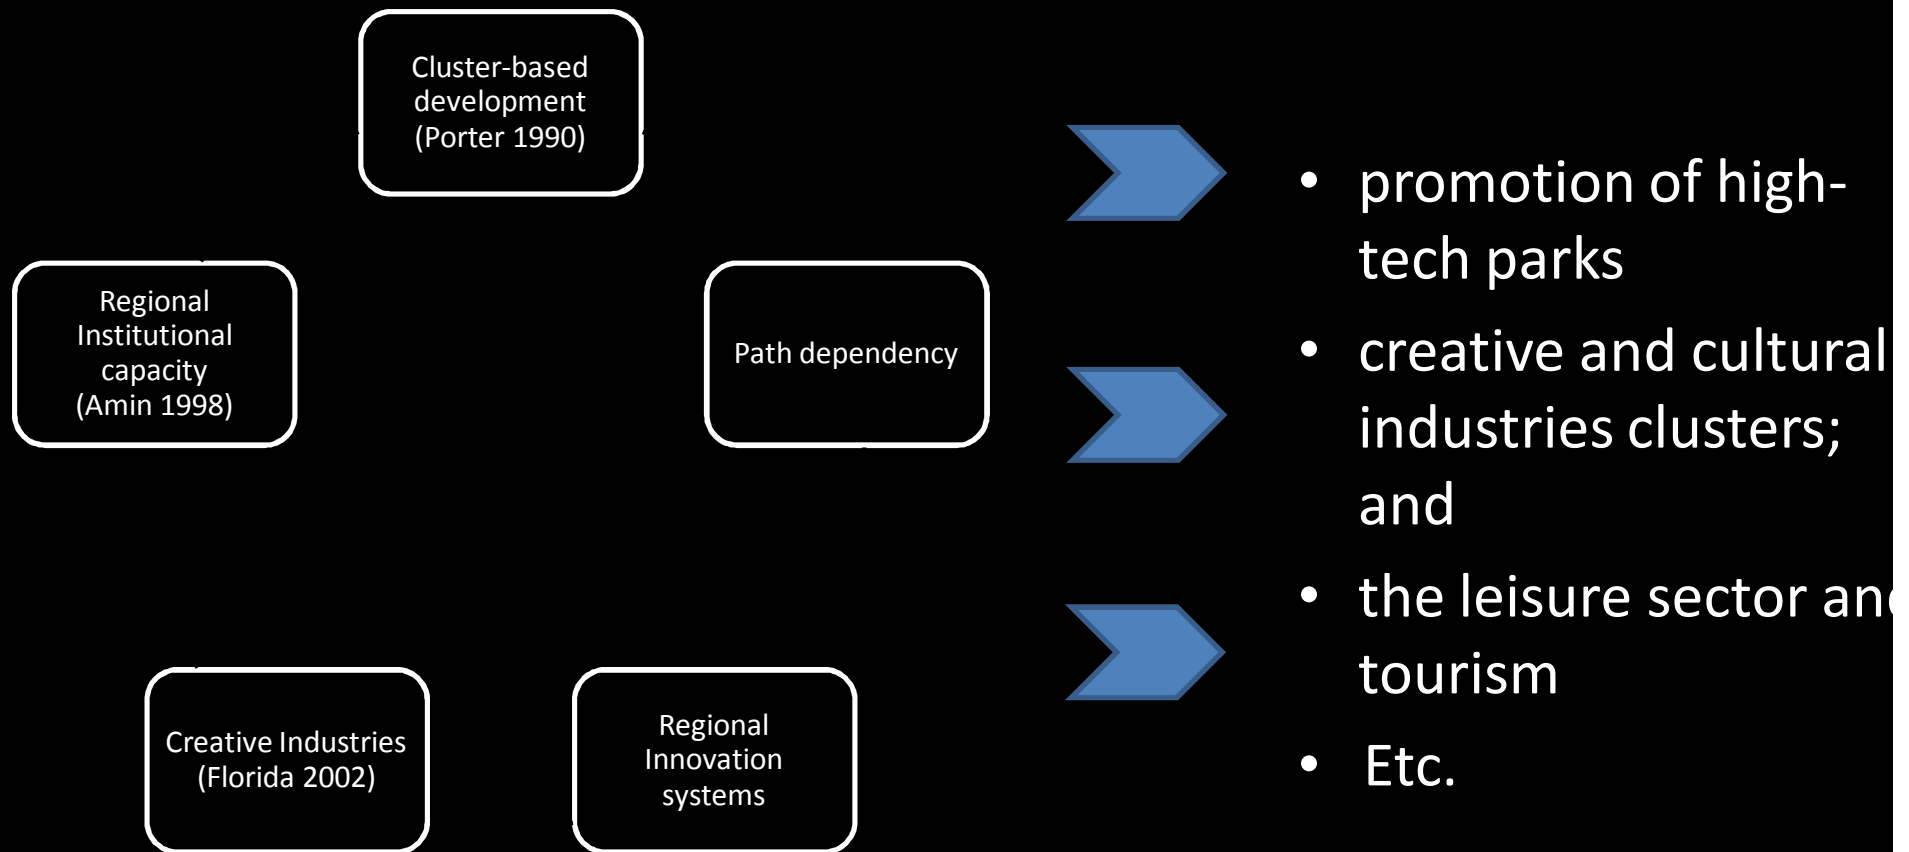 Cluster-based
development
(Porter 1990)
Regional
Institutional
capacity
(Amin 1998)
Path dependency
Creative Industries
(Florida 2002)
Regional
Innovation
systems
• promotion of high-
tech parks
• creative and cultural
industries clusters;
and
• the leisure sector and
tourism
• Etc.